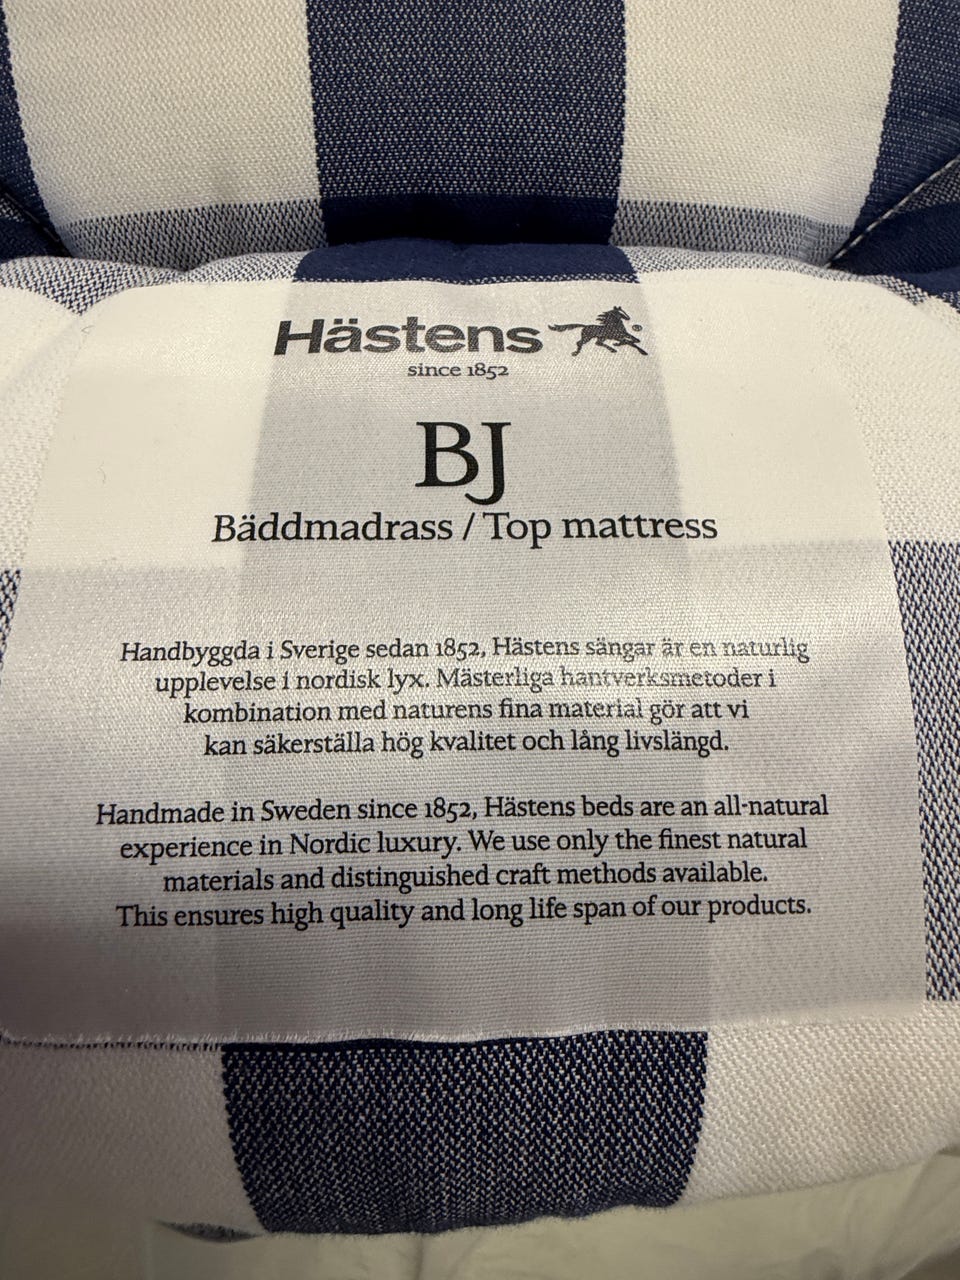 Hästens
since 1852
BJ
Bäddmadrass / Top mattress
Handbyggda i Sverige sedan 1852, Hästens sängar är en naturlig
upplevelse i nordisk lyx. Mästerliga hantverksmetoder i
kombination med naturens fina material gör att vi
kan säkerställa hög kvalitet och lång livslängd.
Handmade in Sweden since 1852, Hästens beds are an all-natural
experience in Nordic luxury. We use only the finest natural
materials and distinguished craft methods available.
This ensures high quality and long life span of our products.